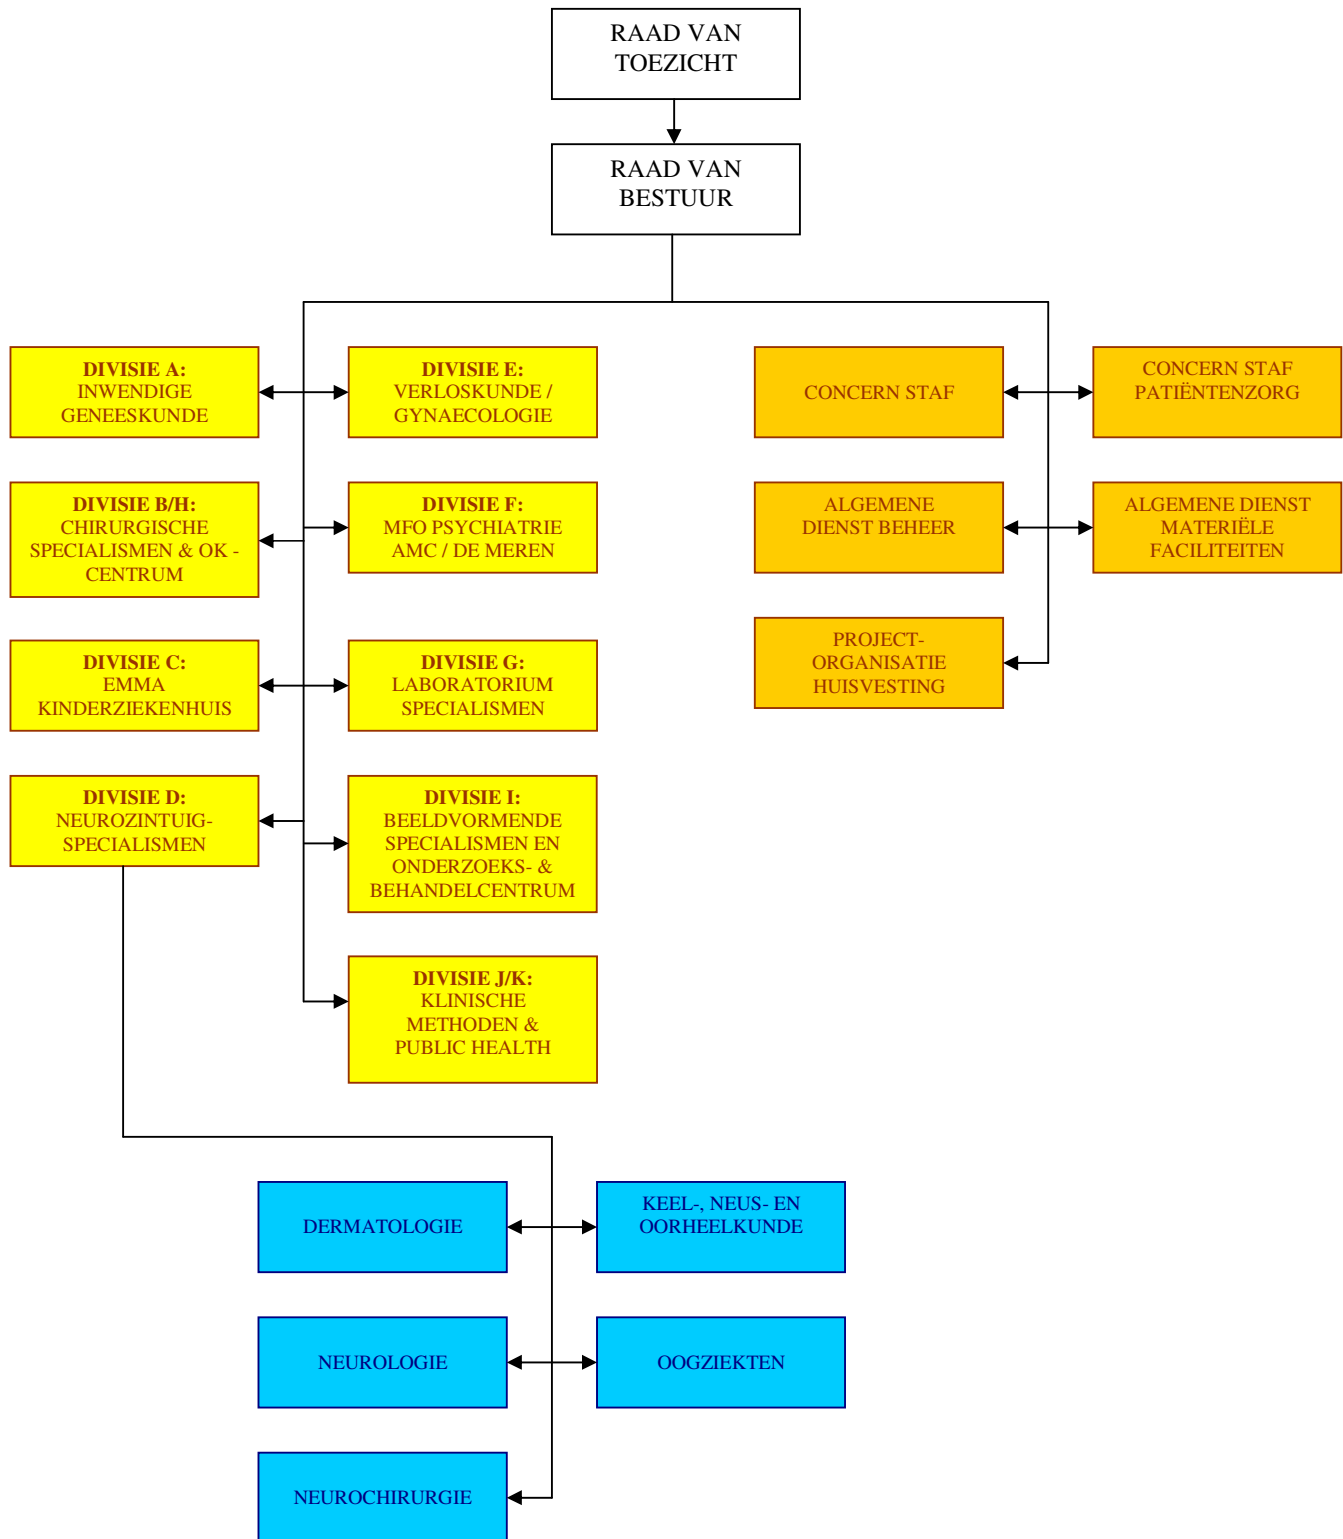 RAAD VAN
TOEZICHT
RAAD VAN
BESTUUR
DIVISIE A:
INWENDIGE
GENEESKUNDE
DIVISIE E:
VERLOSKUNDE /
GYNAECOLOGIE
CONCERN STAF
CONCERN STAF
PATIËNTENZORG
DIVISIE B/H:
CHIRURGISCHE
SPECIALISMEN & OK -
CENTRUM
DIVISIE F:
MFO PSYCHIATRIE
AMC / DE MEREN
ALGEMENE
DIENST BEHEER
ALGEMENE DIENST
MATERIËLE
FACILITEITEN
DIVISIE C:
EMMA
KINDERZIEKENHUIS
DIVISIE G:
LABORATORIUM
SPECIALISMEN
PROJECT-
ORGANISATIE
HUISVESTING
DIVISIE D:
NEUROZINTUIG-
SPECIALISMEN
DIVISIE I:
BEELDVORMENDE
SPECIALISMEN EN
ONDERZOEKS- &
BEHANDELCENTRUM
DIVISIE J/K:
KLINISCHE
METHODEN &
PUBLIC HEALTH
DERMATOLOGIE
KEEL-, NEUS- EN
OORHEELKUNDE
NEUROLOGIE
OOGZIEKTEN
NEUROCHIRURGIE